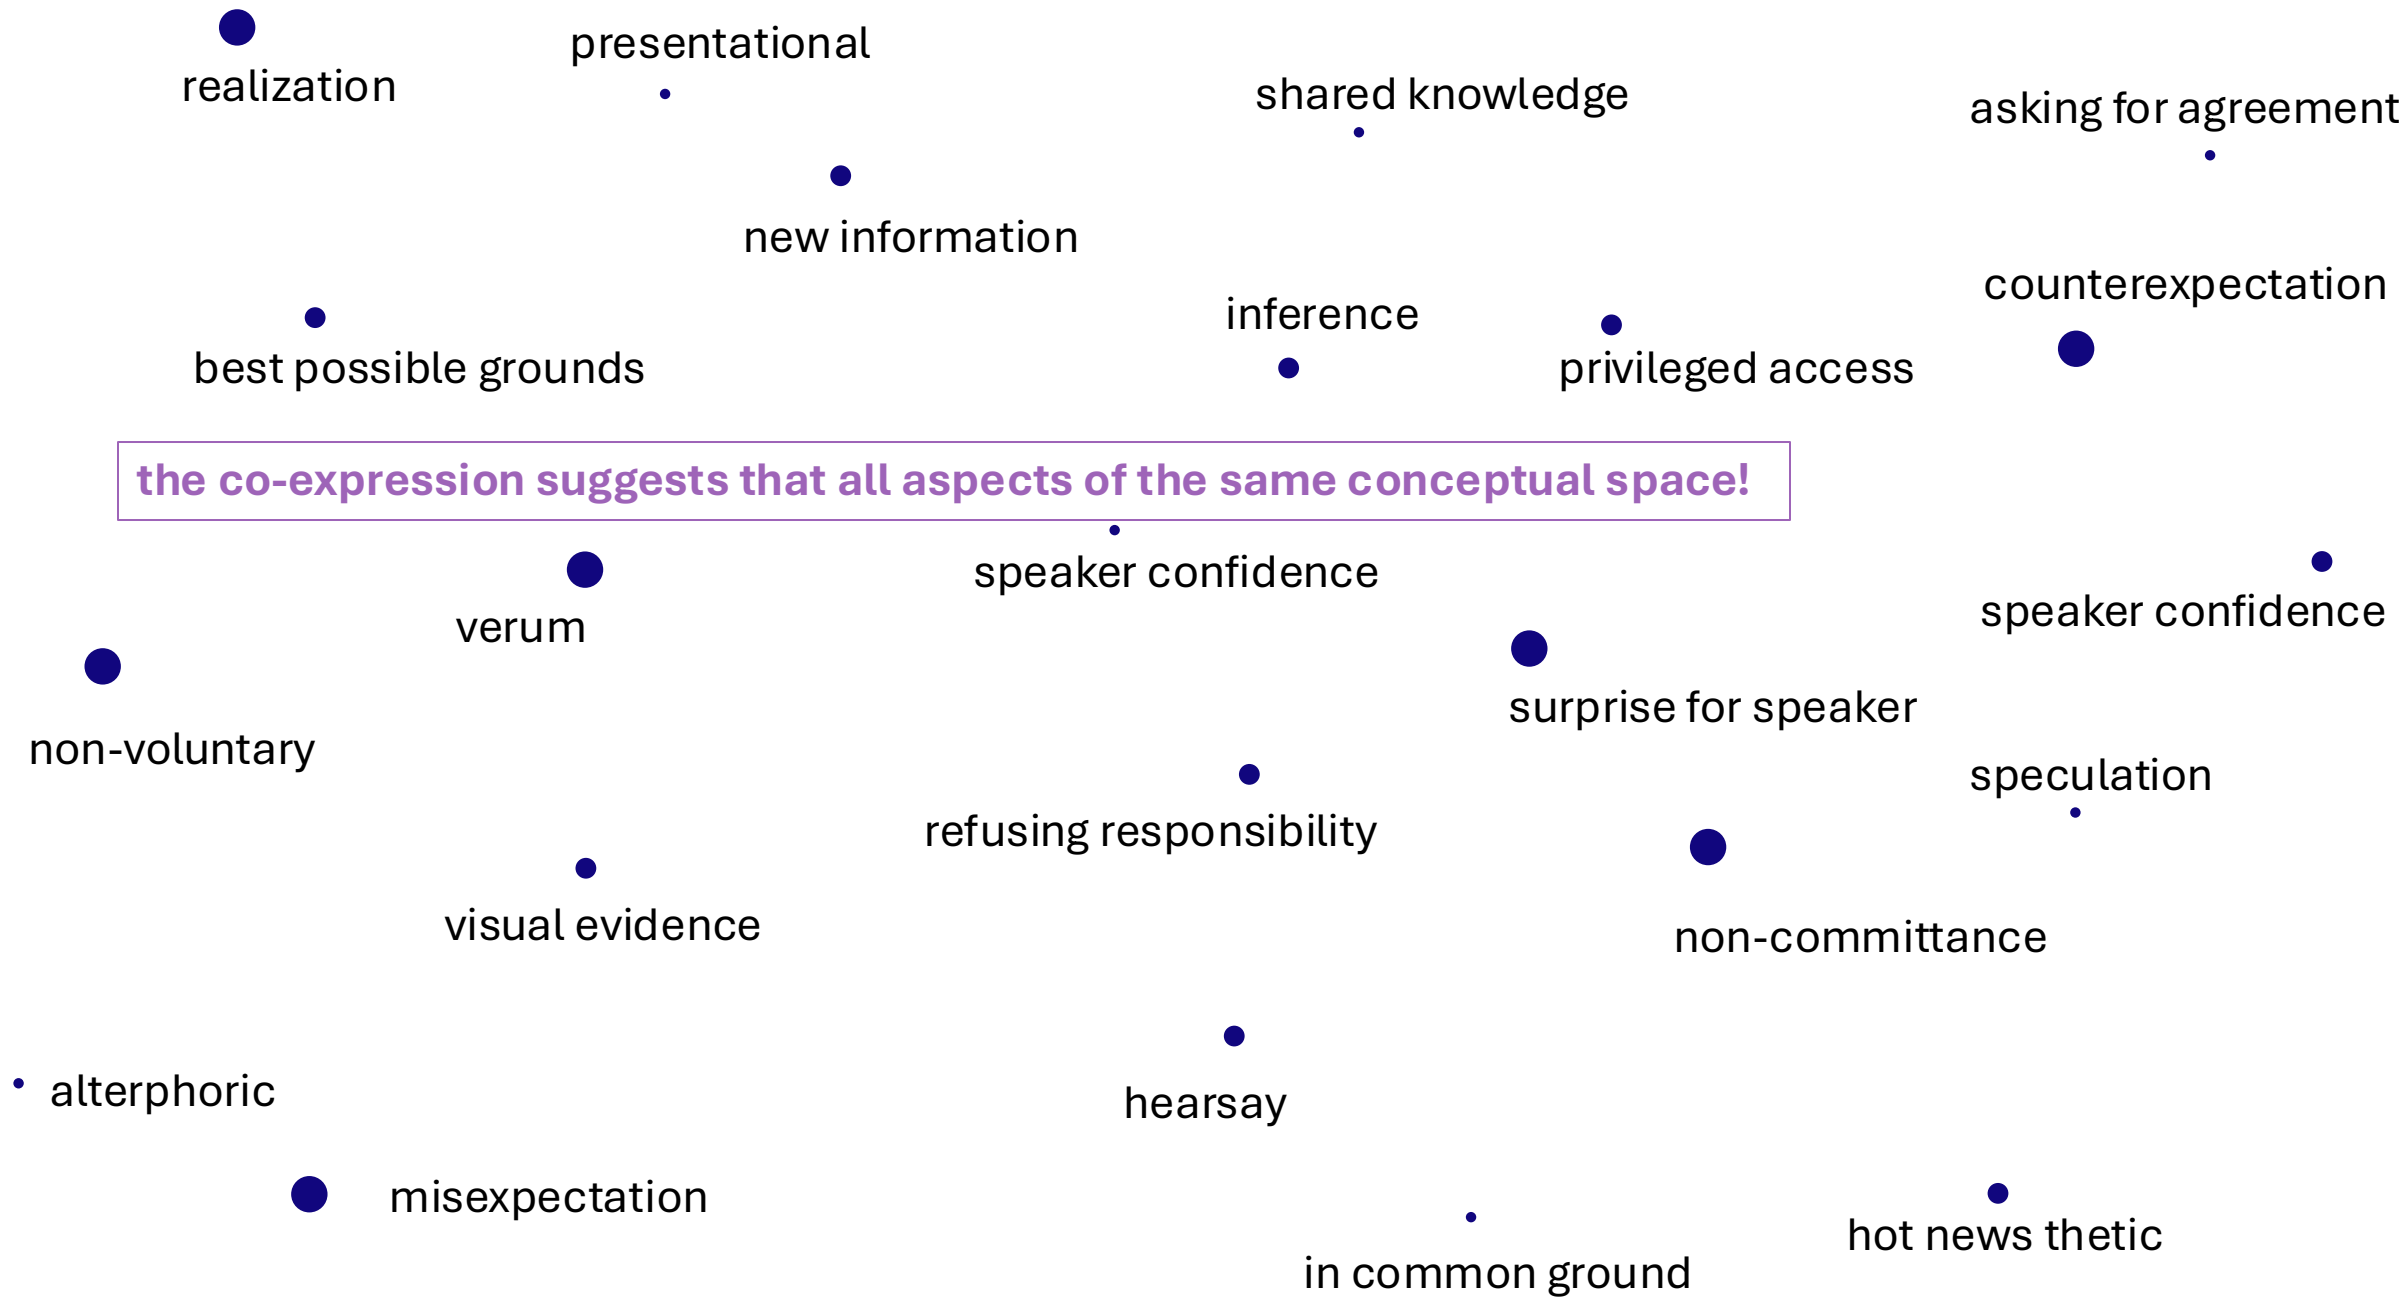 realization
presentational
shared knowledge
asking for agreement
new information
counterexpectation
inference
best possible grounds
privileged access
the co-expression suggests that all aspects of the same conceptual space!
speaker confidence
speaker confidence
verum
surprise for speaker
non-voluntary
speculation
refusing responsibility
visual evidence
non-committance
alterphoric
hearsay
misexpectation
hot news thetic
in common ground